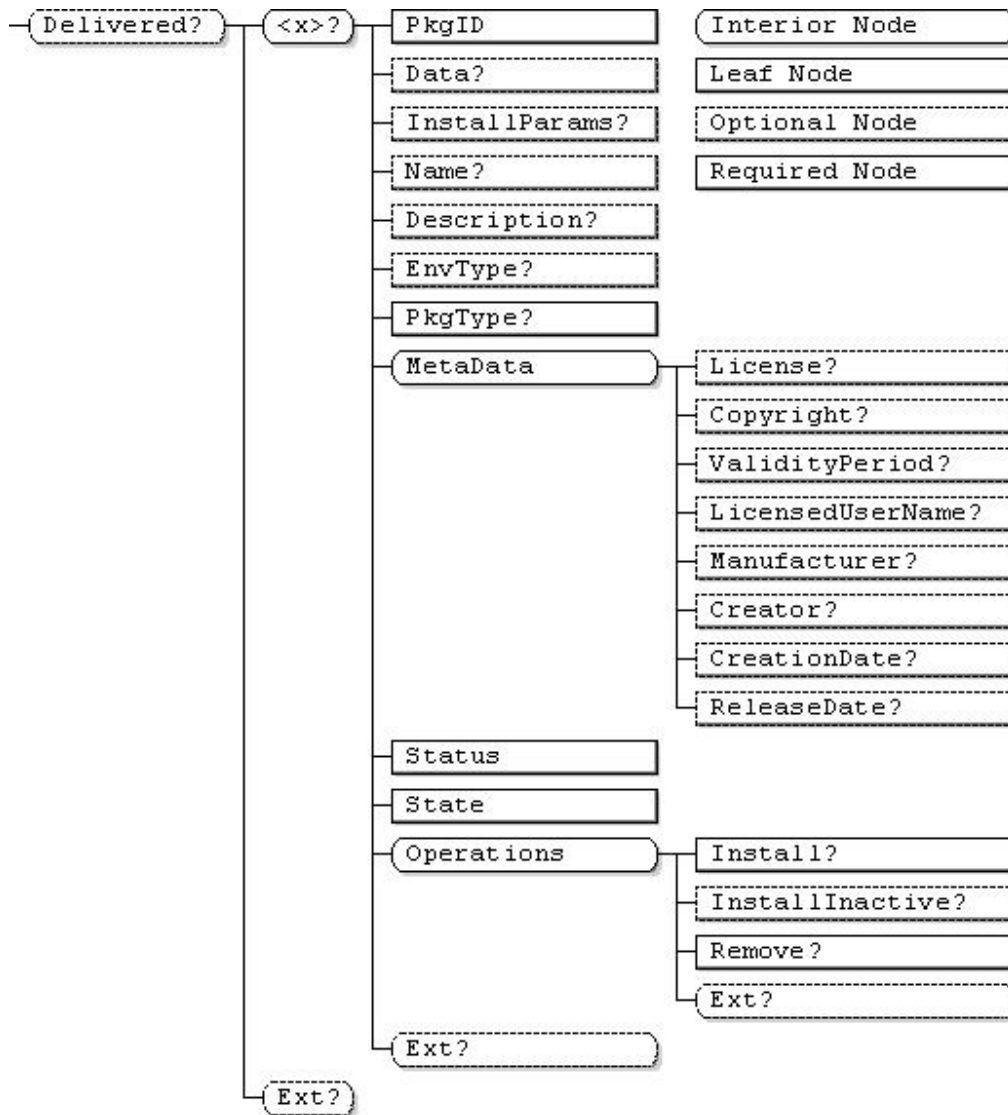 Delivered?
<x>?
PkgID
Interior Node
Data?
Leaf Node
InstallParams?
Optional Node
Name?
Required Node
Description?
EnvType?
PkgType?
MetaData
License?
Copyright?
ValidityPeriod?
LicensedUserName?
Manufacturer?
Creator?
CreationDate?
ReleaseDate?
Status
State
Operations
Install?
InstallInactive?
Remove?
Ext?
Ext?
Ext?